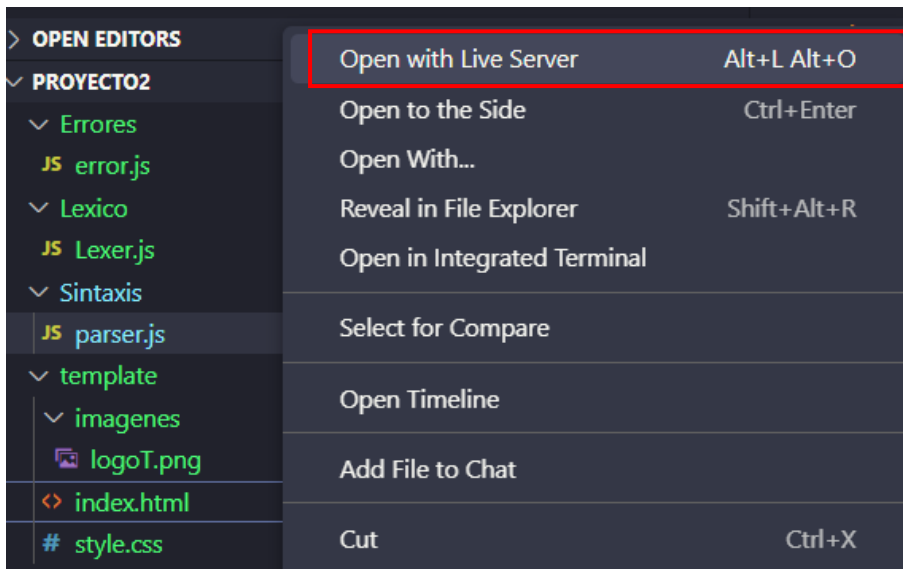 OPEN EDITORS
PROYECTO2
Errores
JS error.js
Lexico
JS Lexer.js
Sintaxis
JS parser.js
template
imagenes
logoT.png
<> index.html
# style.css
Open with Live Server Alt+L Alt+O
Open to the Side Ctrl+Enter
Open With...
Reveal in File Explorer Shift+Alt+R
Open in Integrated Terminal
Select for Compare
Open Timeline
Add File to Chat
Cut Ctrl+X